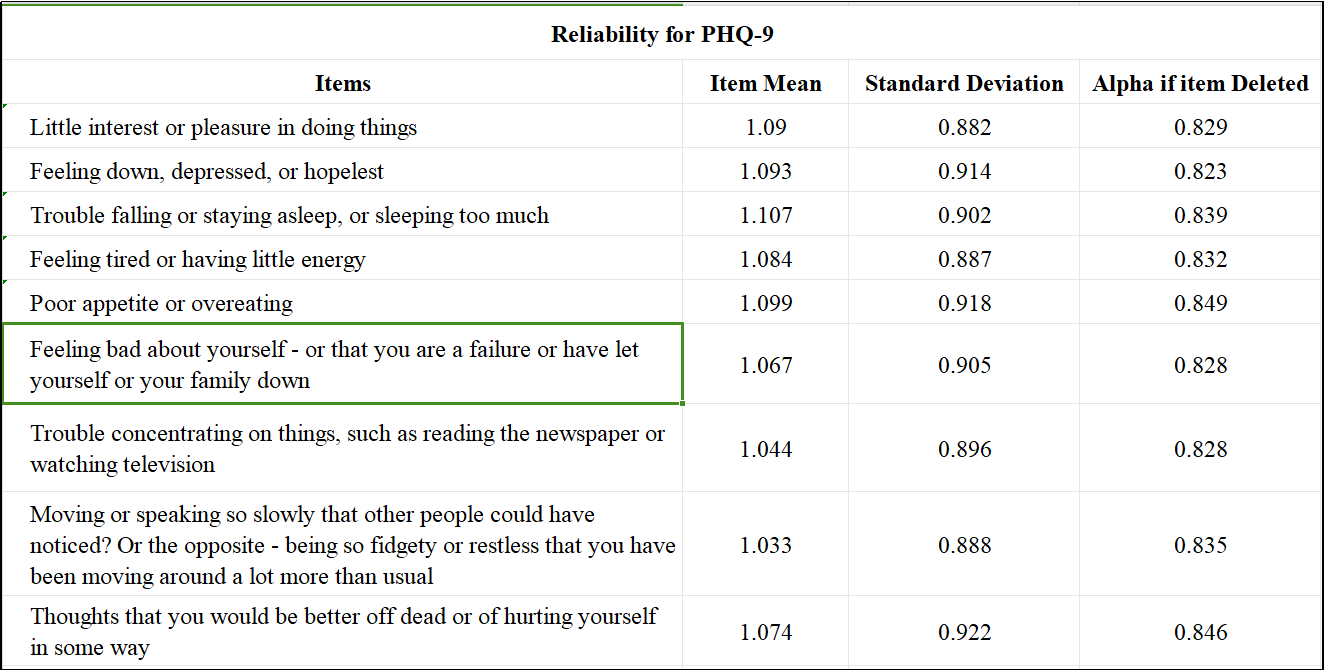 Reliability for PHQ-9
Items Item Mean Standard Deviation Alpha if item Deleted
Little interest or pleasure in doing things 1.09 0.882 0.829
Feeling down, depressed, or hopelest 1.093 0.914 0.823
Trouble falling or staying asleep, or sleeping too much 1.107 0.902 0.839
Feeling tired or having little energy 1.084 0.887 0.832
Poor appetite or overeating 1.099 0.918 0.849
Feeling bad about yourself - or that you are a failure or have let
yourself or your family down 1.067 0.905 0.828
Trouble concentrating on things, such as reading the newspaper or
watching television 1.044 0.896 0.828
Moving or speaking so slowly that other people could have
noticed? Or the opposite - being so fidgety or restless that you have 1.033 0.888 0.835
been moving around a lot more than usual
Thoughts that you would be better off dead or of hurting yourself
in some way 1.074 0.922 0.846